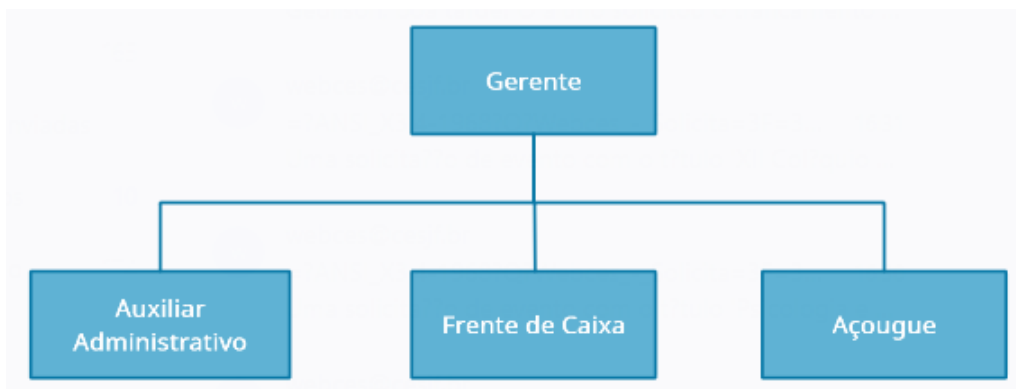 Gerente
Auxiliar
Administrativo
Frente de Caixa
Açougue